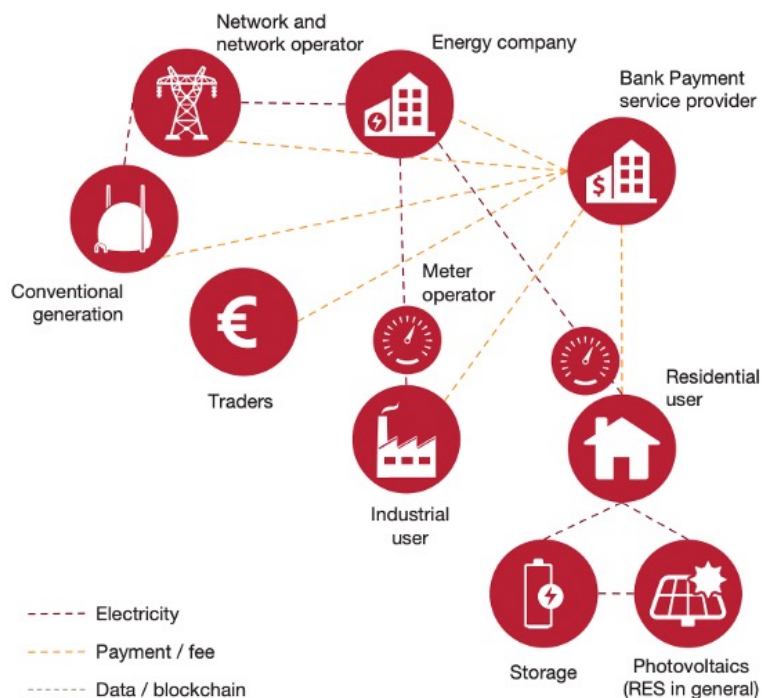 Network and
network operator
Energy company
Bank Payment
service provider
$
Conventional
generation
€
Traders
Meter
operator
Industrial
user
Residential
user
Storage
Photovoltaics
(RES in general)
Electricity
Payment / fee
Data / blockchain